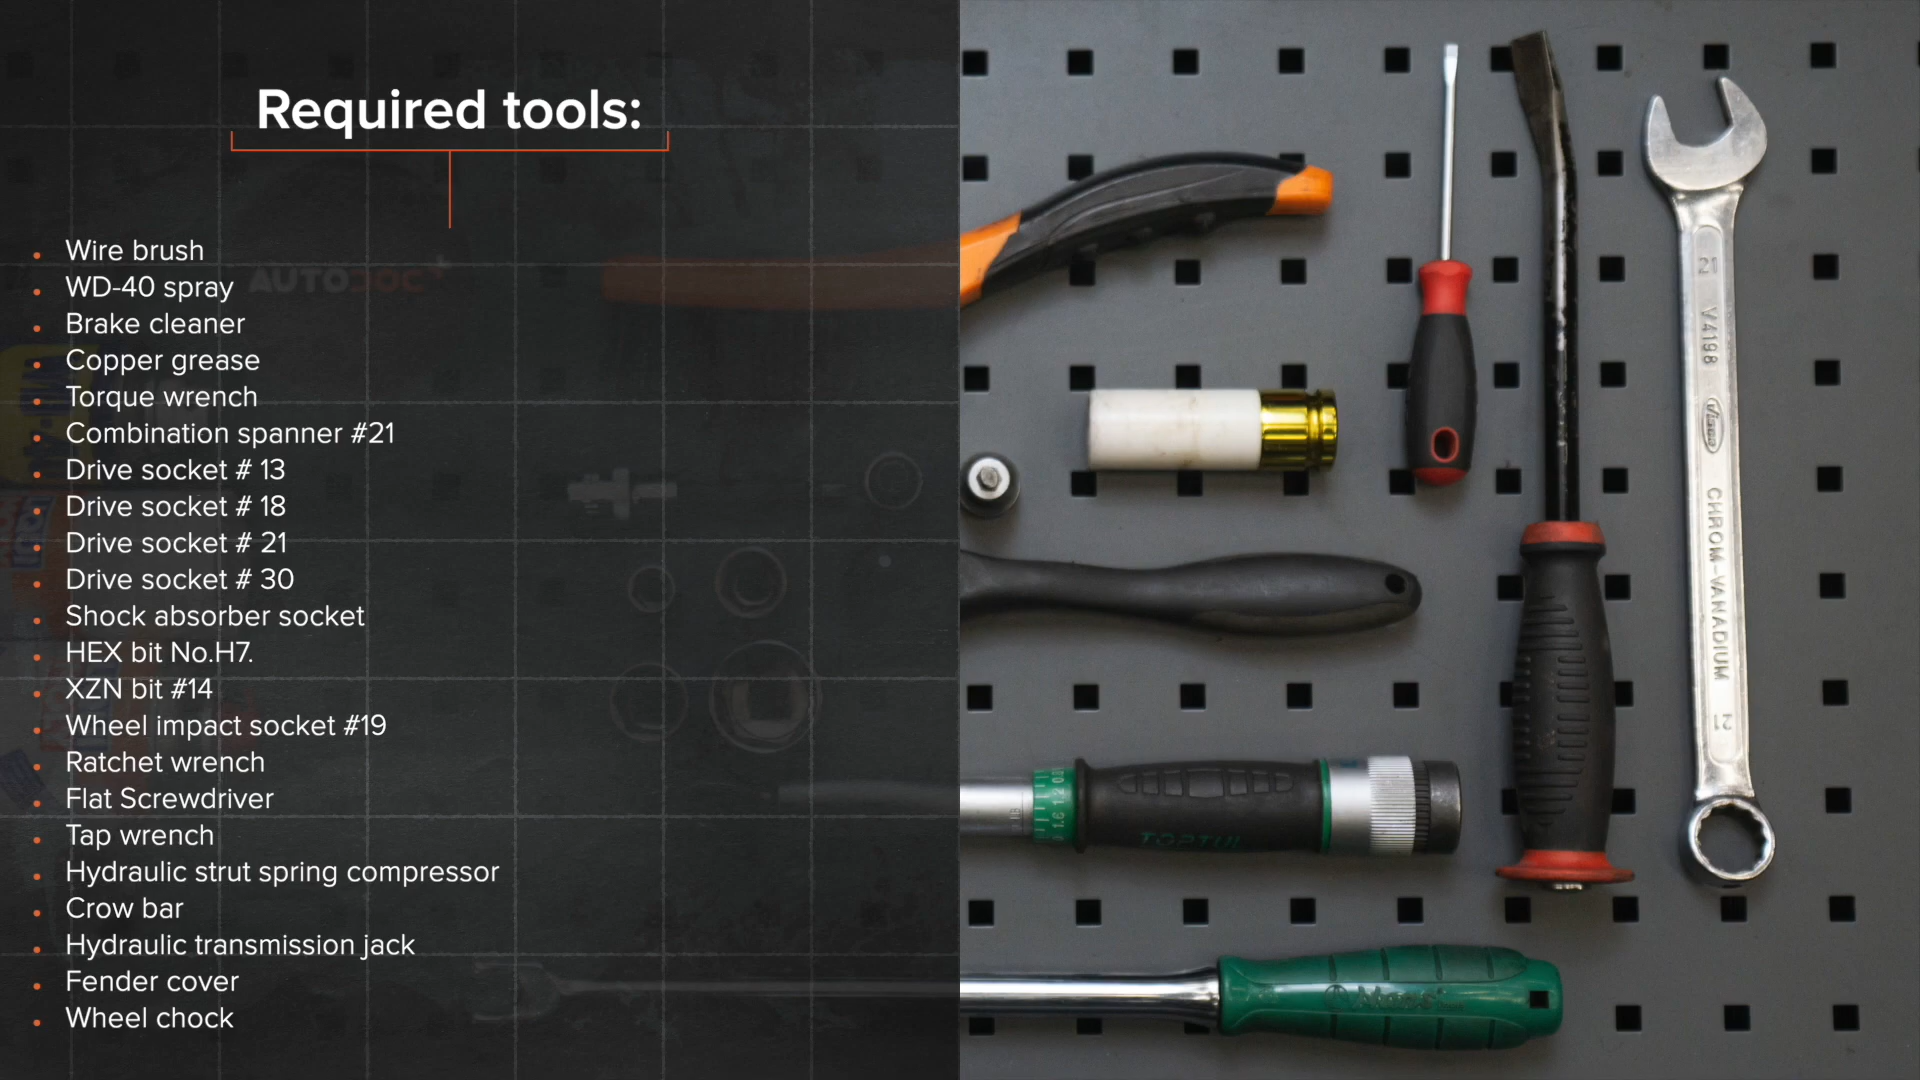 Required tools:
Wire brush
WD-40 spray
Brake cleaner
Copper grease
Torque wrench
Combination spanner #21
Drive socket # 13
Drive socket # 18
Drive socket # 21
Drive socket # 30
Shock absorber socket
HEX bit No.H7.
XZN bit #14
Wheel impact socket #19
Ratchet wrench
Flat Screwdriver
Tap wrench
Hydraulic strut spring compressor
Crow bar
Hydraulic transmission jack
Fender cover
Wheel chock
AUTODOC
21 V4198
CHROM-VANADIUM
21
TOPTUL